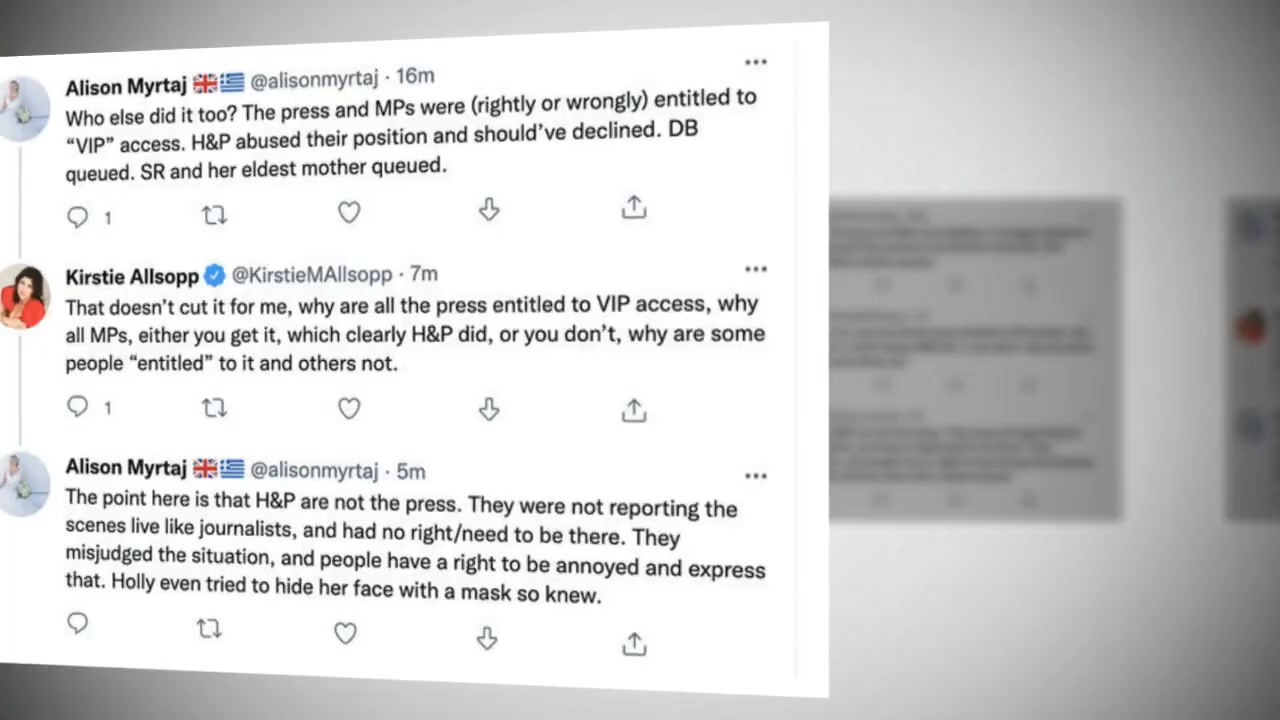 Alison Myrtaj 🇬🇧🇬🇷 @alisonmyrtaj · 16m
Who else did it too? The press and MPs were (rightly or wrongly) entitled to
“VIP” access. H&P abused their position and should’ve declined. DB
queued. SR and her eldest mother queued.
1
Kirstie Allsopp @KirstieMAllsopp · 7m
That doesn’t cut it for me, why are all the press entitled to VIP access, why
all MPs, either you get it, which clearly H&P did, or you don’t, why are some
people “entitled” to it and others not.
1
Alison Myrtaj 🇬🇧🇬🇷 @alisonmyrtaj · 5m
The point here is that H&P are not the press. They were not reporting the
scenes live like journalists, and had no right/need to be there. They
misjudged the situation, and people have a right to be annoyed and express
that. Holly even tried to hide her face with a mask so knew.